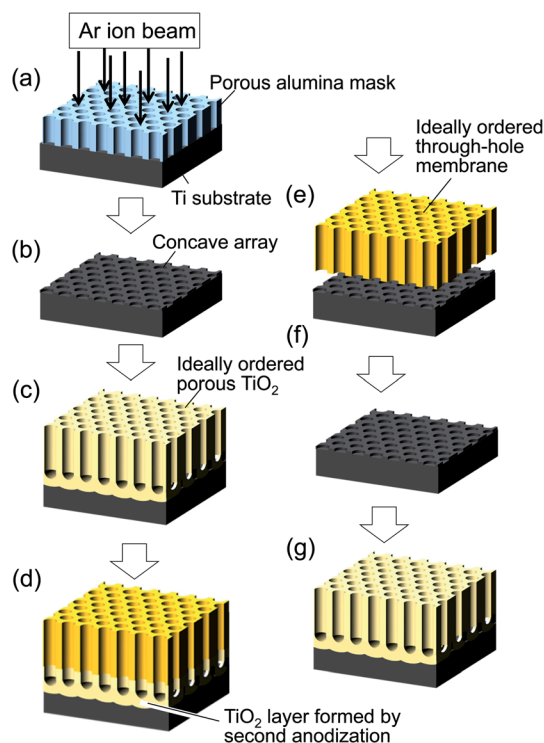 Ar ion beam
(a)
Porous alumina mask
Ti substrate
(b)
Concave array
(c)
Ideally ordered
porous TiO₂
(d)
TiO₂ layer formed by
second anodization
Ideally ordered
through-hole
membrane
(e)
(f)
(g)